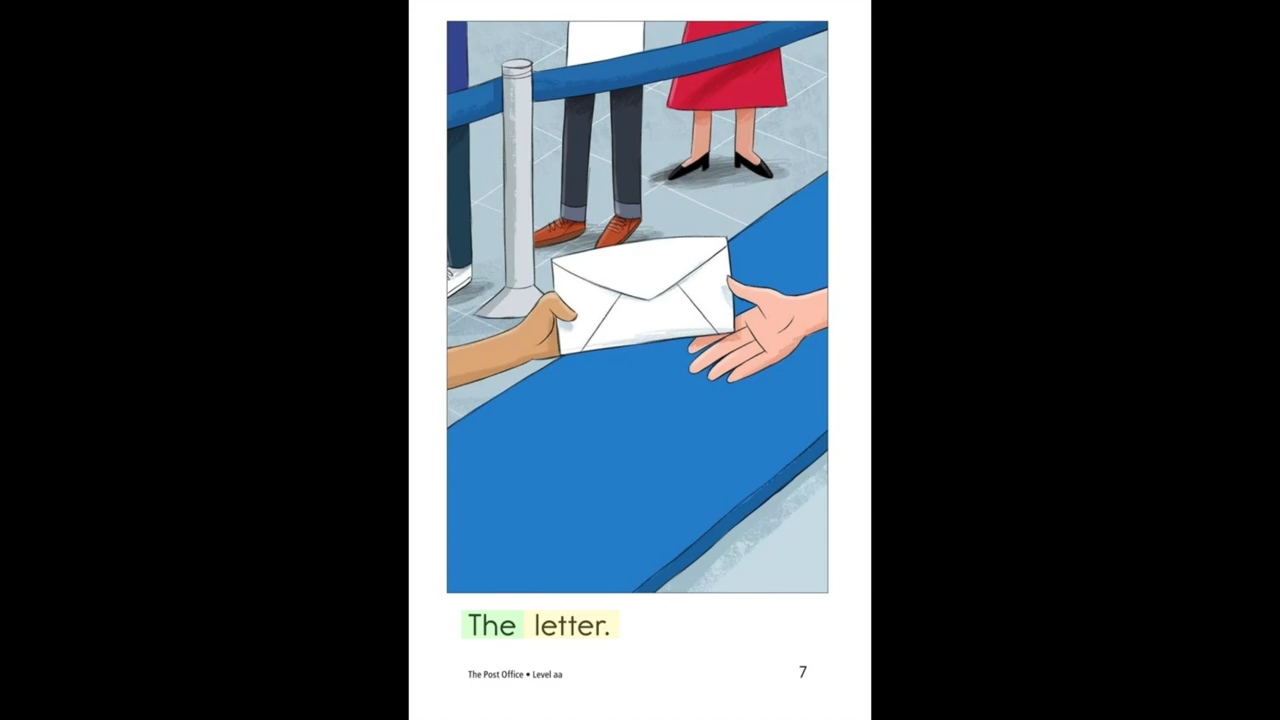 The letter.
The Post Office • Level aa
7